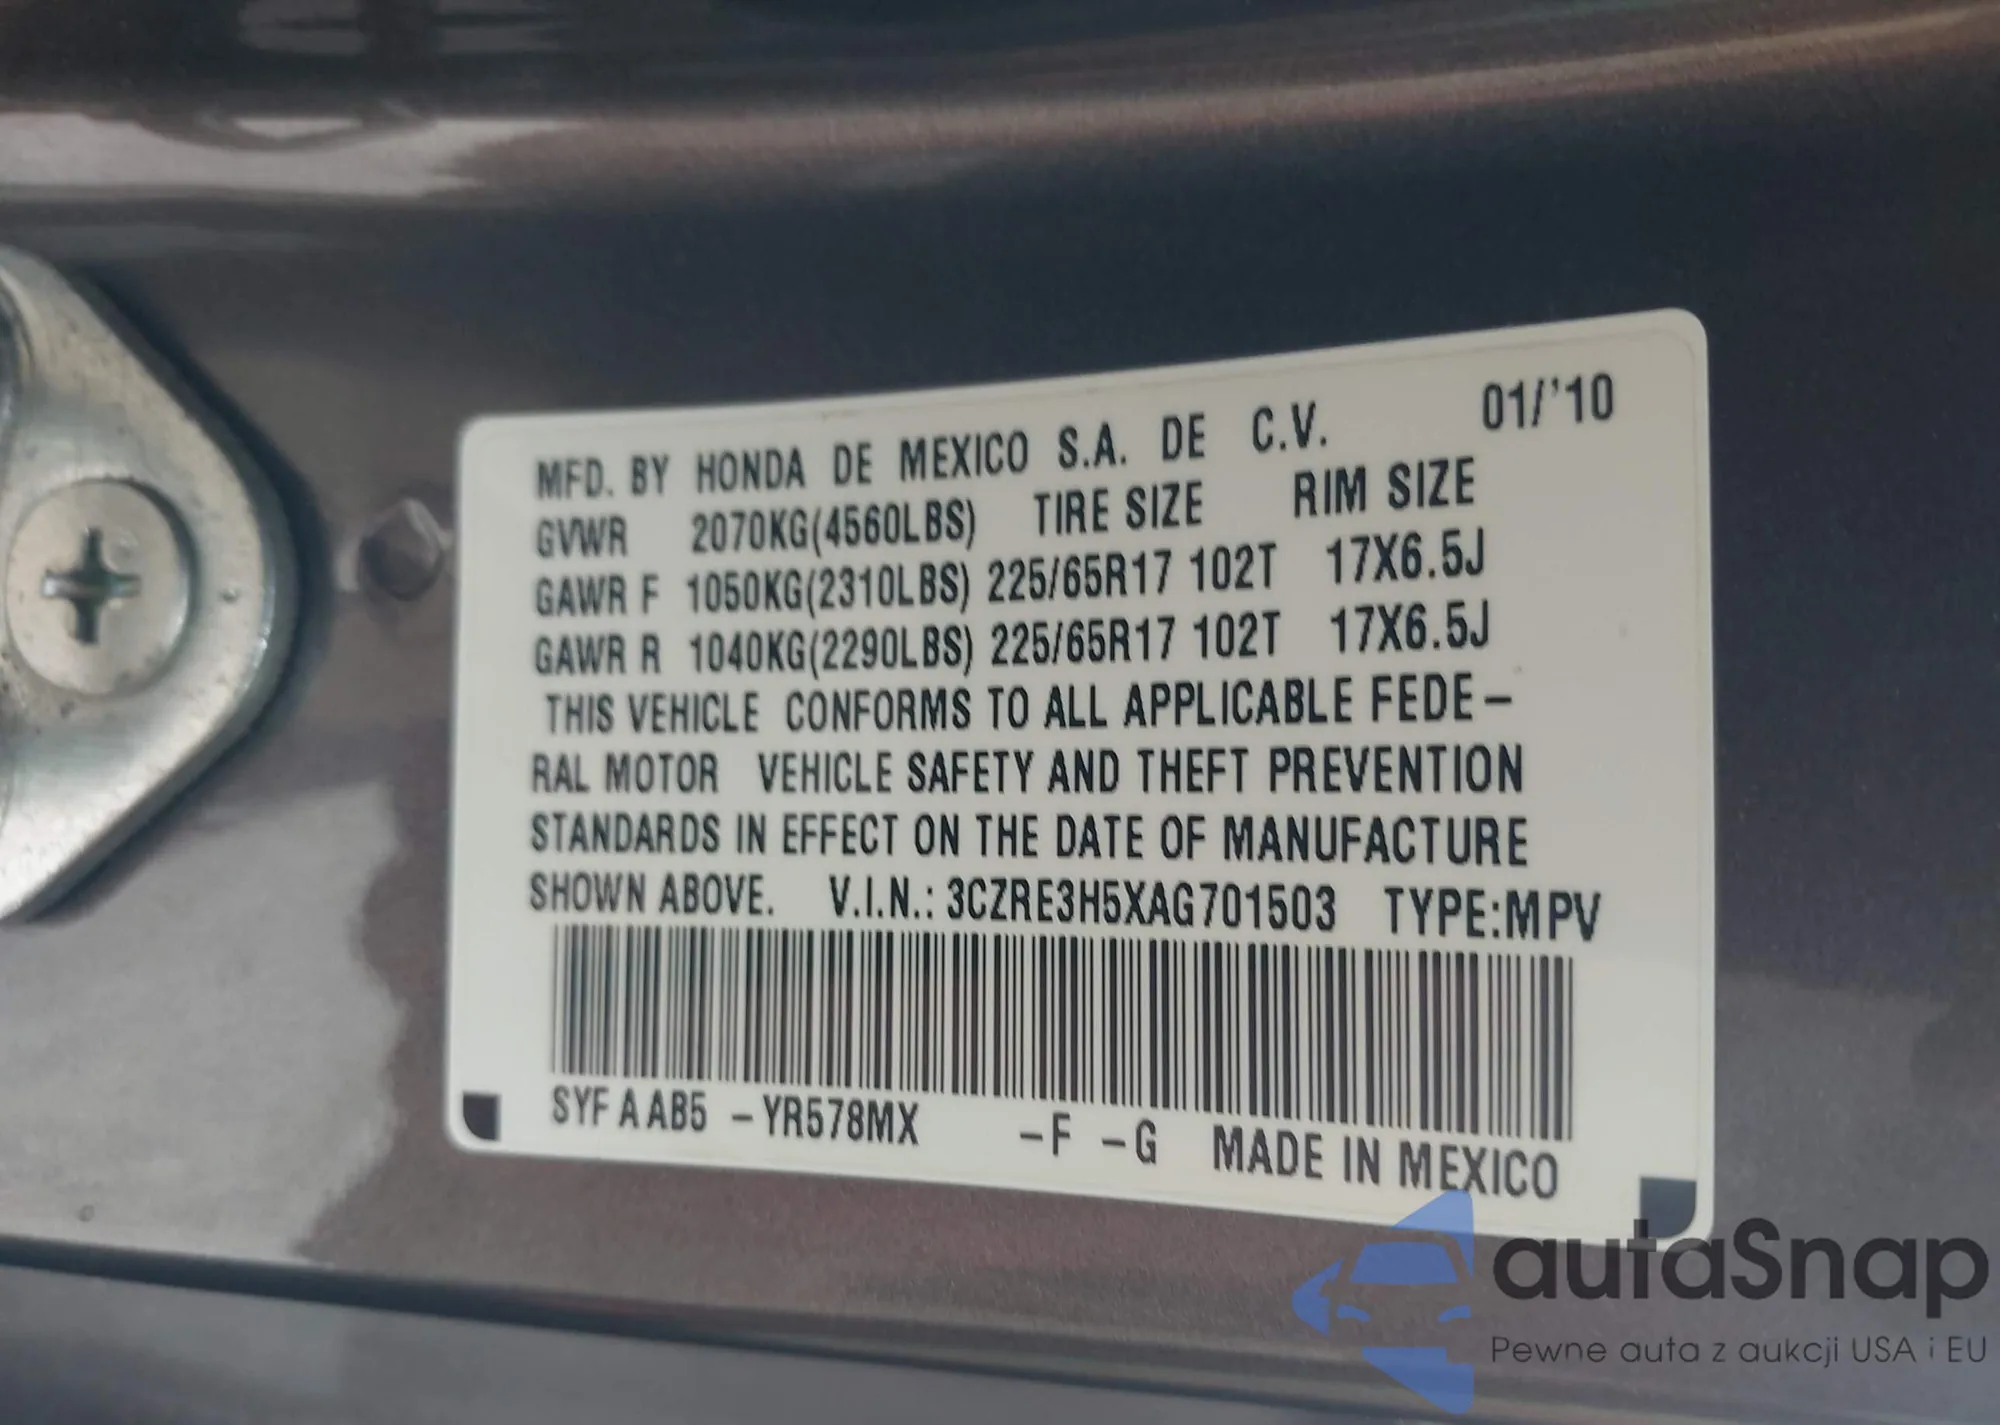 MFD. BY HONDA DE MEXICO S.A. DE C.V. 01/'10
GVWR 2070KG(4560LBS) TIRE SIZE RIM SIZE
GAWR F 1050KG(2310LBS) 225/65R17 102T 17X6.5J
GAWR R 1040KG(2290LBS) 225/65R17 102T 17X6.5J
THIS VEHICLE CONFORMS TO ALL APPLICABLE FEDE-
RAL MOTOR VEHICLE SAFETY AND THEFT PREVENTION
STANDARDS IN EFFECT ON THE DATE OF MANUFACTURE
SHOWN ABOVE. V.I.N.: 3CZRE3H5XAG701503 TYPE:MPV
SYFAAB5 -YR578MX -F -G MADE IN MEXICO
autaSnap
Pewne auta z aukcji USA i EU